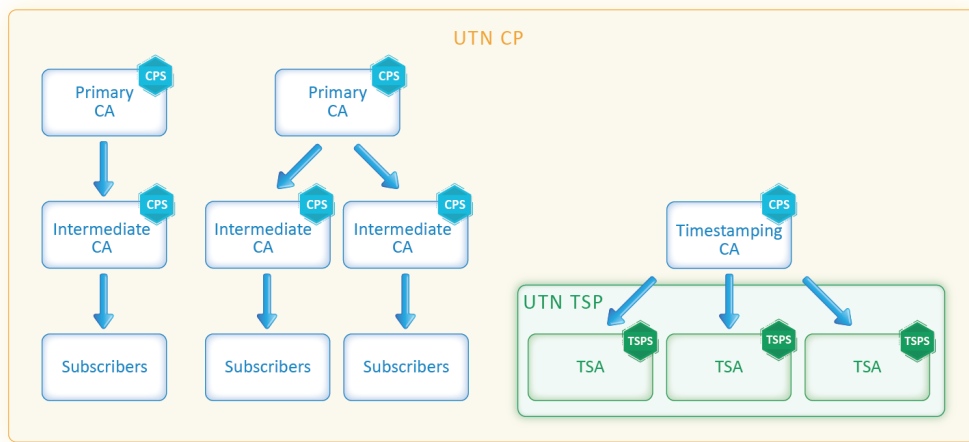 UTN CP
CPS
Primary
CA
CPS
Primary
CA
CPS
Intermediate
CA
CPS
Intermediate
CA
CPS
Intermediate
CA
CPS
Timestamping
CA
UTN TSP
Subscribers
Subscribers
Subscribers
TSPS
TSA
TSPS
TSA
TSPS
TSA